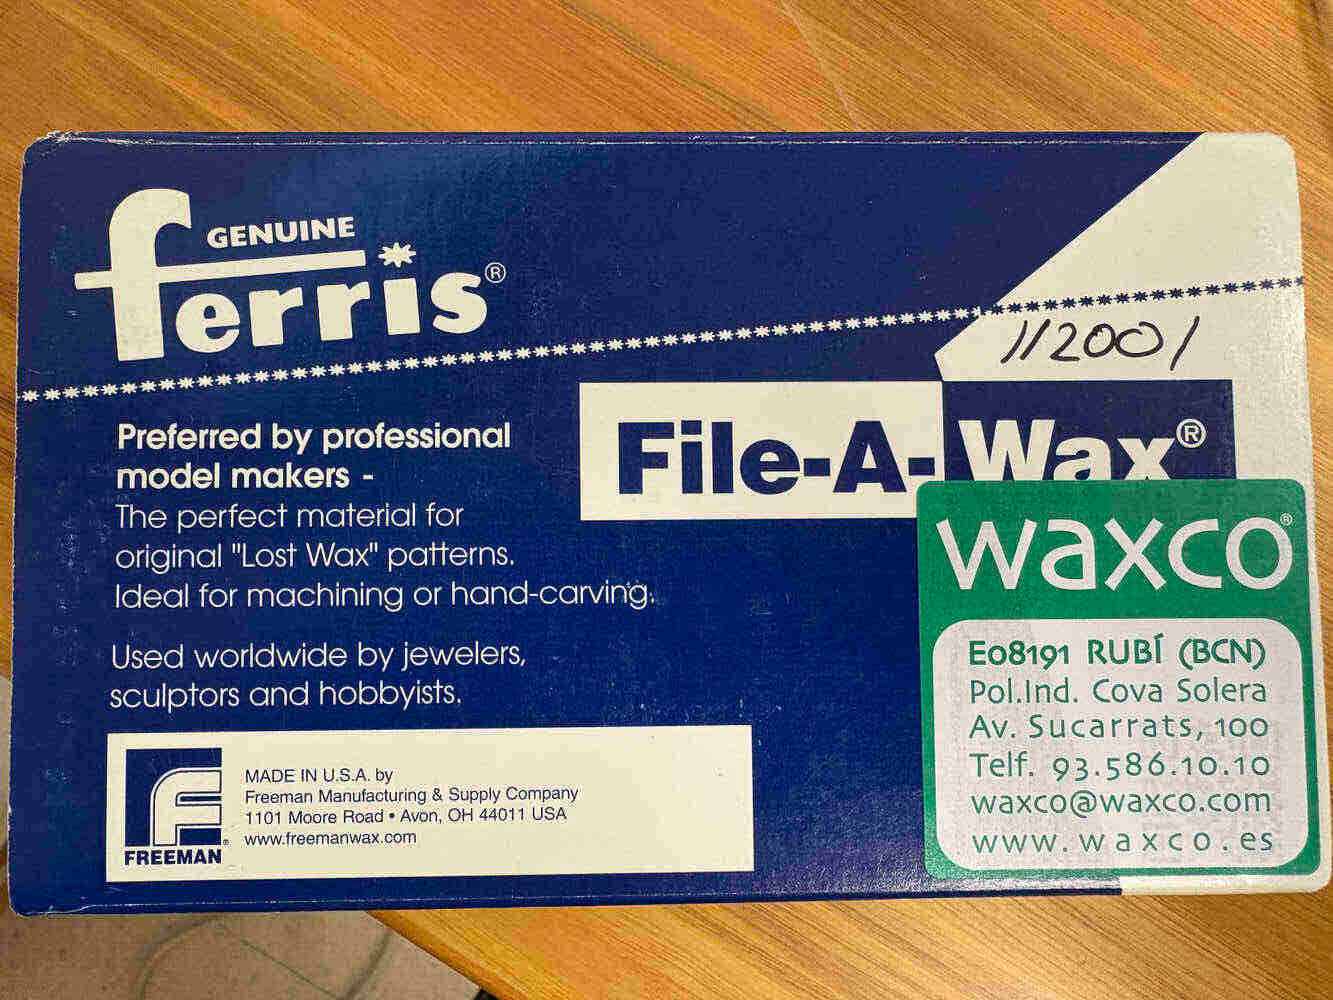 GENUINE
ferris®
112001
File-A-Wax®
Preferred by professional
model makers -
The perfect material for
original "Lost Wax" patterns.
Ideal for machining or hand-carving.
Used worldwide by jewelers,
sculptors and hobbyists.
FREEMAN®
MADE IN U.S.A. by
Freeman Manufacturing & Supply Company
1101 Moore Road • Avon, OH 44011 USA
www.freemanwax.com
waxco®
E08191 RUBÍ (BCN)
Pol.Ind. Cova Solera
Av. Sucarrats, 100
Telf. 93.586.10.10
waxco@waxco.com
www.waxco.es